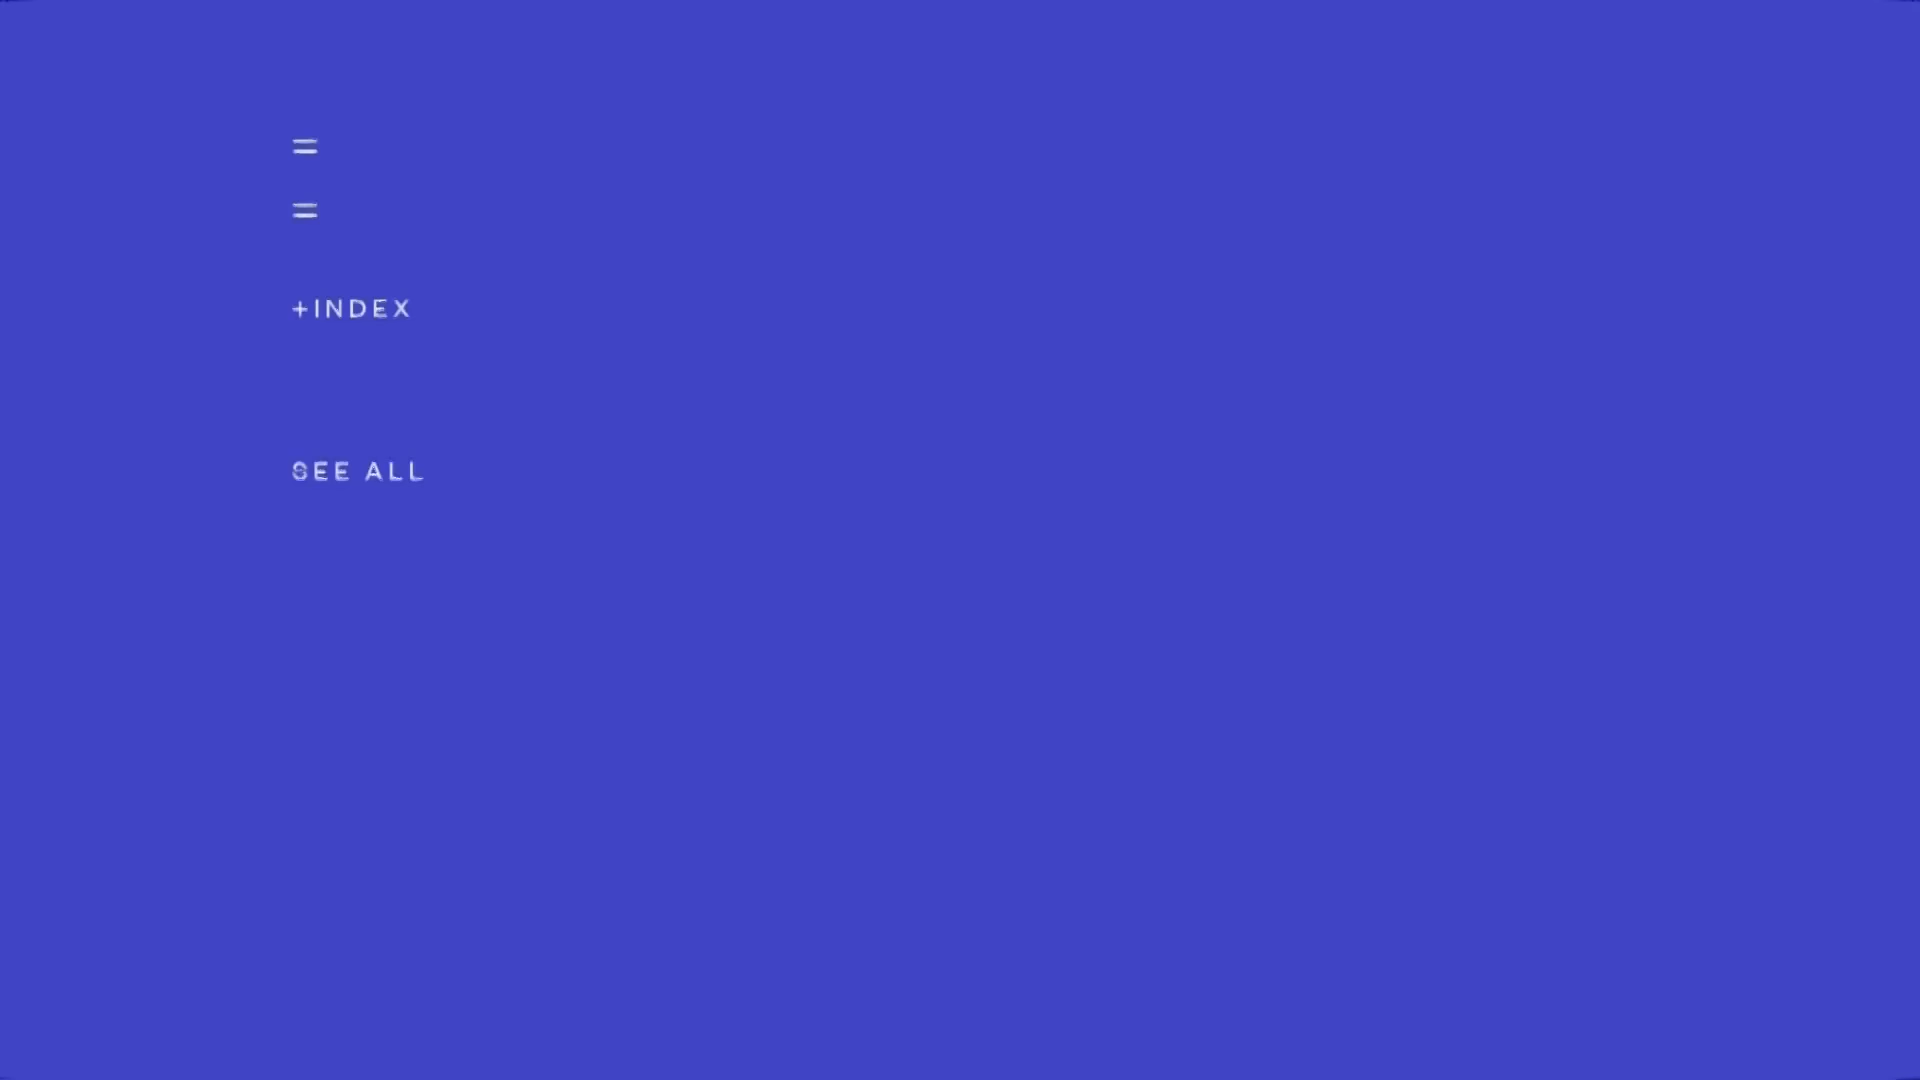 =
=
+INDEX
SEE ALL